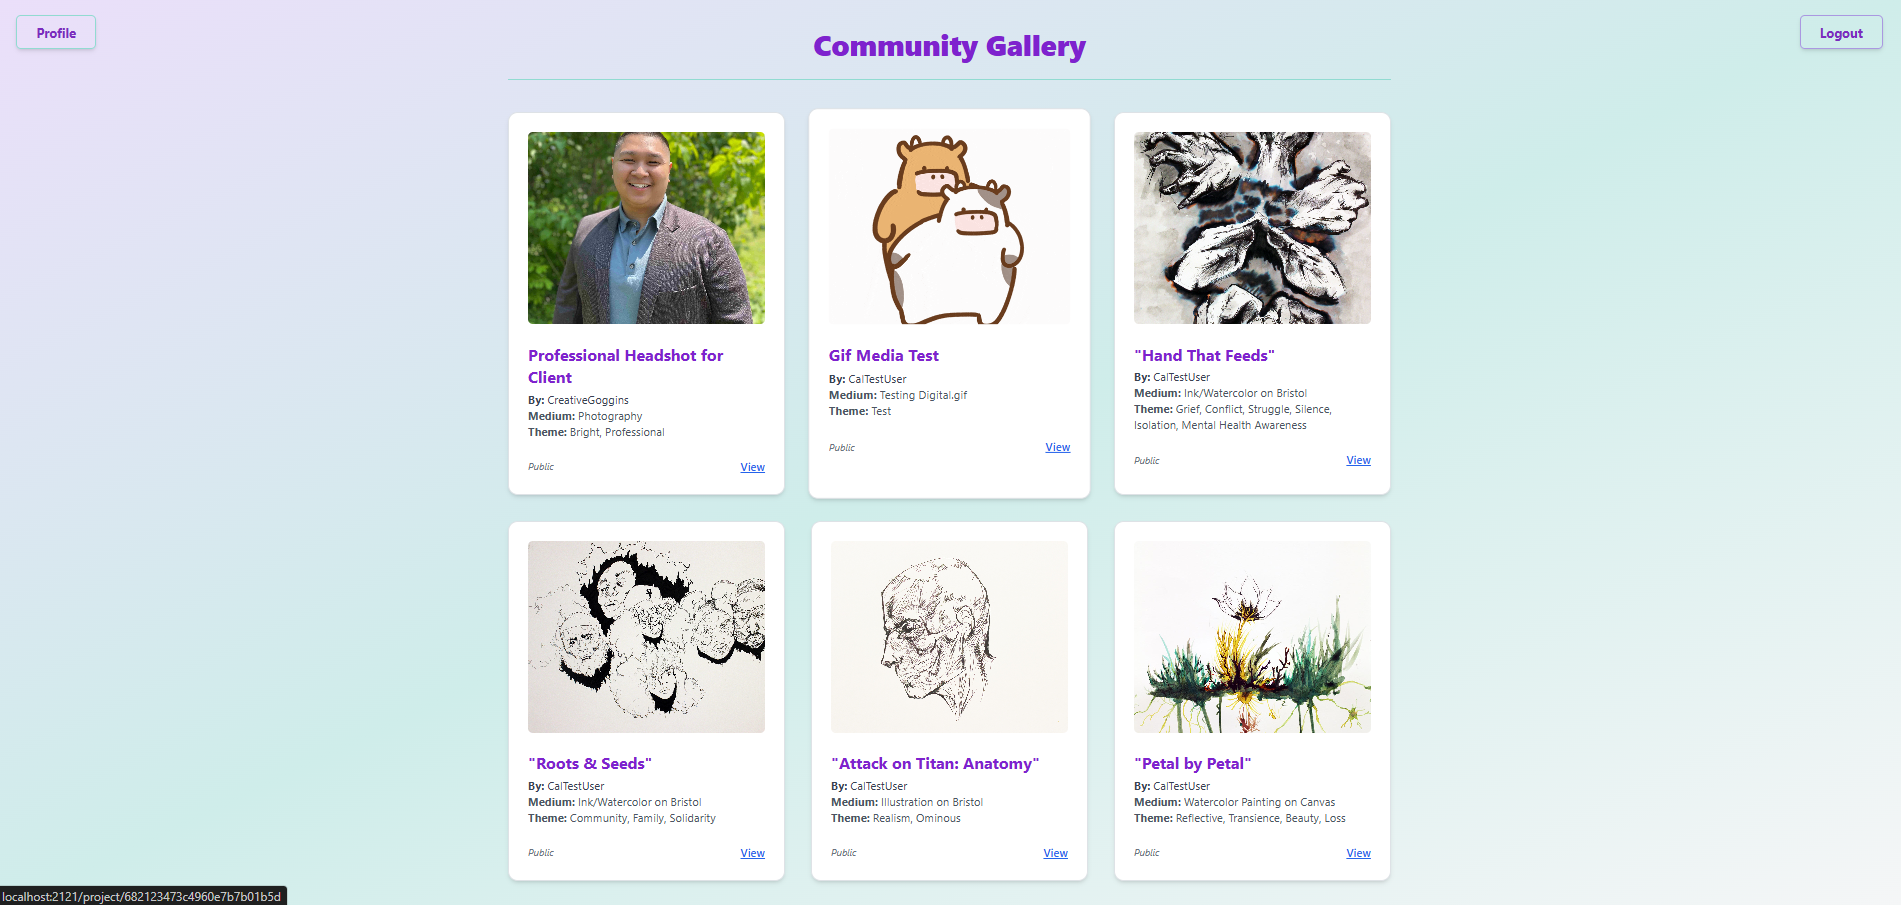 Profile
Community Gallery
Logout
Professional Headshot for
Client
By: CreativeGoggins
Medium: Photography
Theme: Bright, Professional
Public
View
Gif Media Test
By: CalTestUser
Medium: Testing Digital.gif
Theme: Test
Public
View
"Hand That Feeds"
By: CalTestUser
Medium: Ink/Watercolor on Bristol
Theme: Grief, Conflict, Struggle, Silence,
Isolation, Mental Health Awareness
Public
View
"Roots & Seeds"
By: CalTestUser
Medium: Ink/Watercolor on Bristol
Theme: Community, Family, Solidarity
Public
View
"Attack on Titan: Anatomy"
By: CalTestUser
Medium: Illustration on Bristol
Theme: Realism, Ominous
Public
View
"Petal by Petal"
By: CalTestUser
Medium: Watercolor Painting on Canvas
Theme: Reflective, Transience, Beauty, Loss
Public
View
localhost:2121/project/682123473c4960e7b7b01b5d